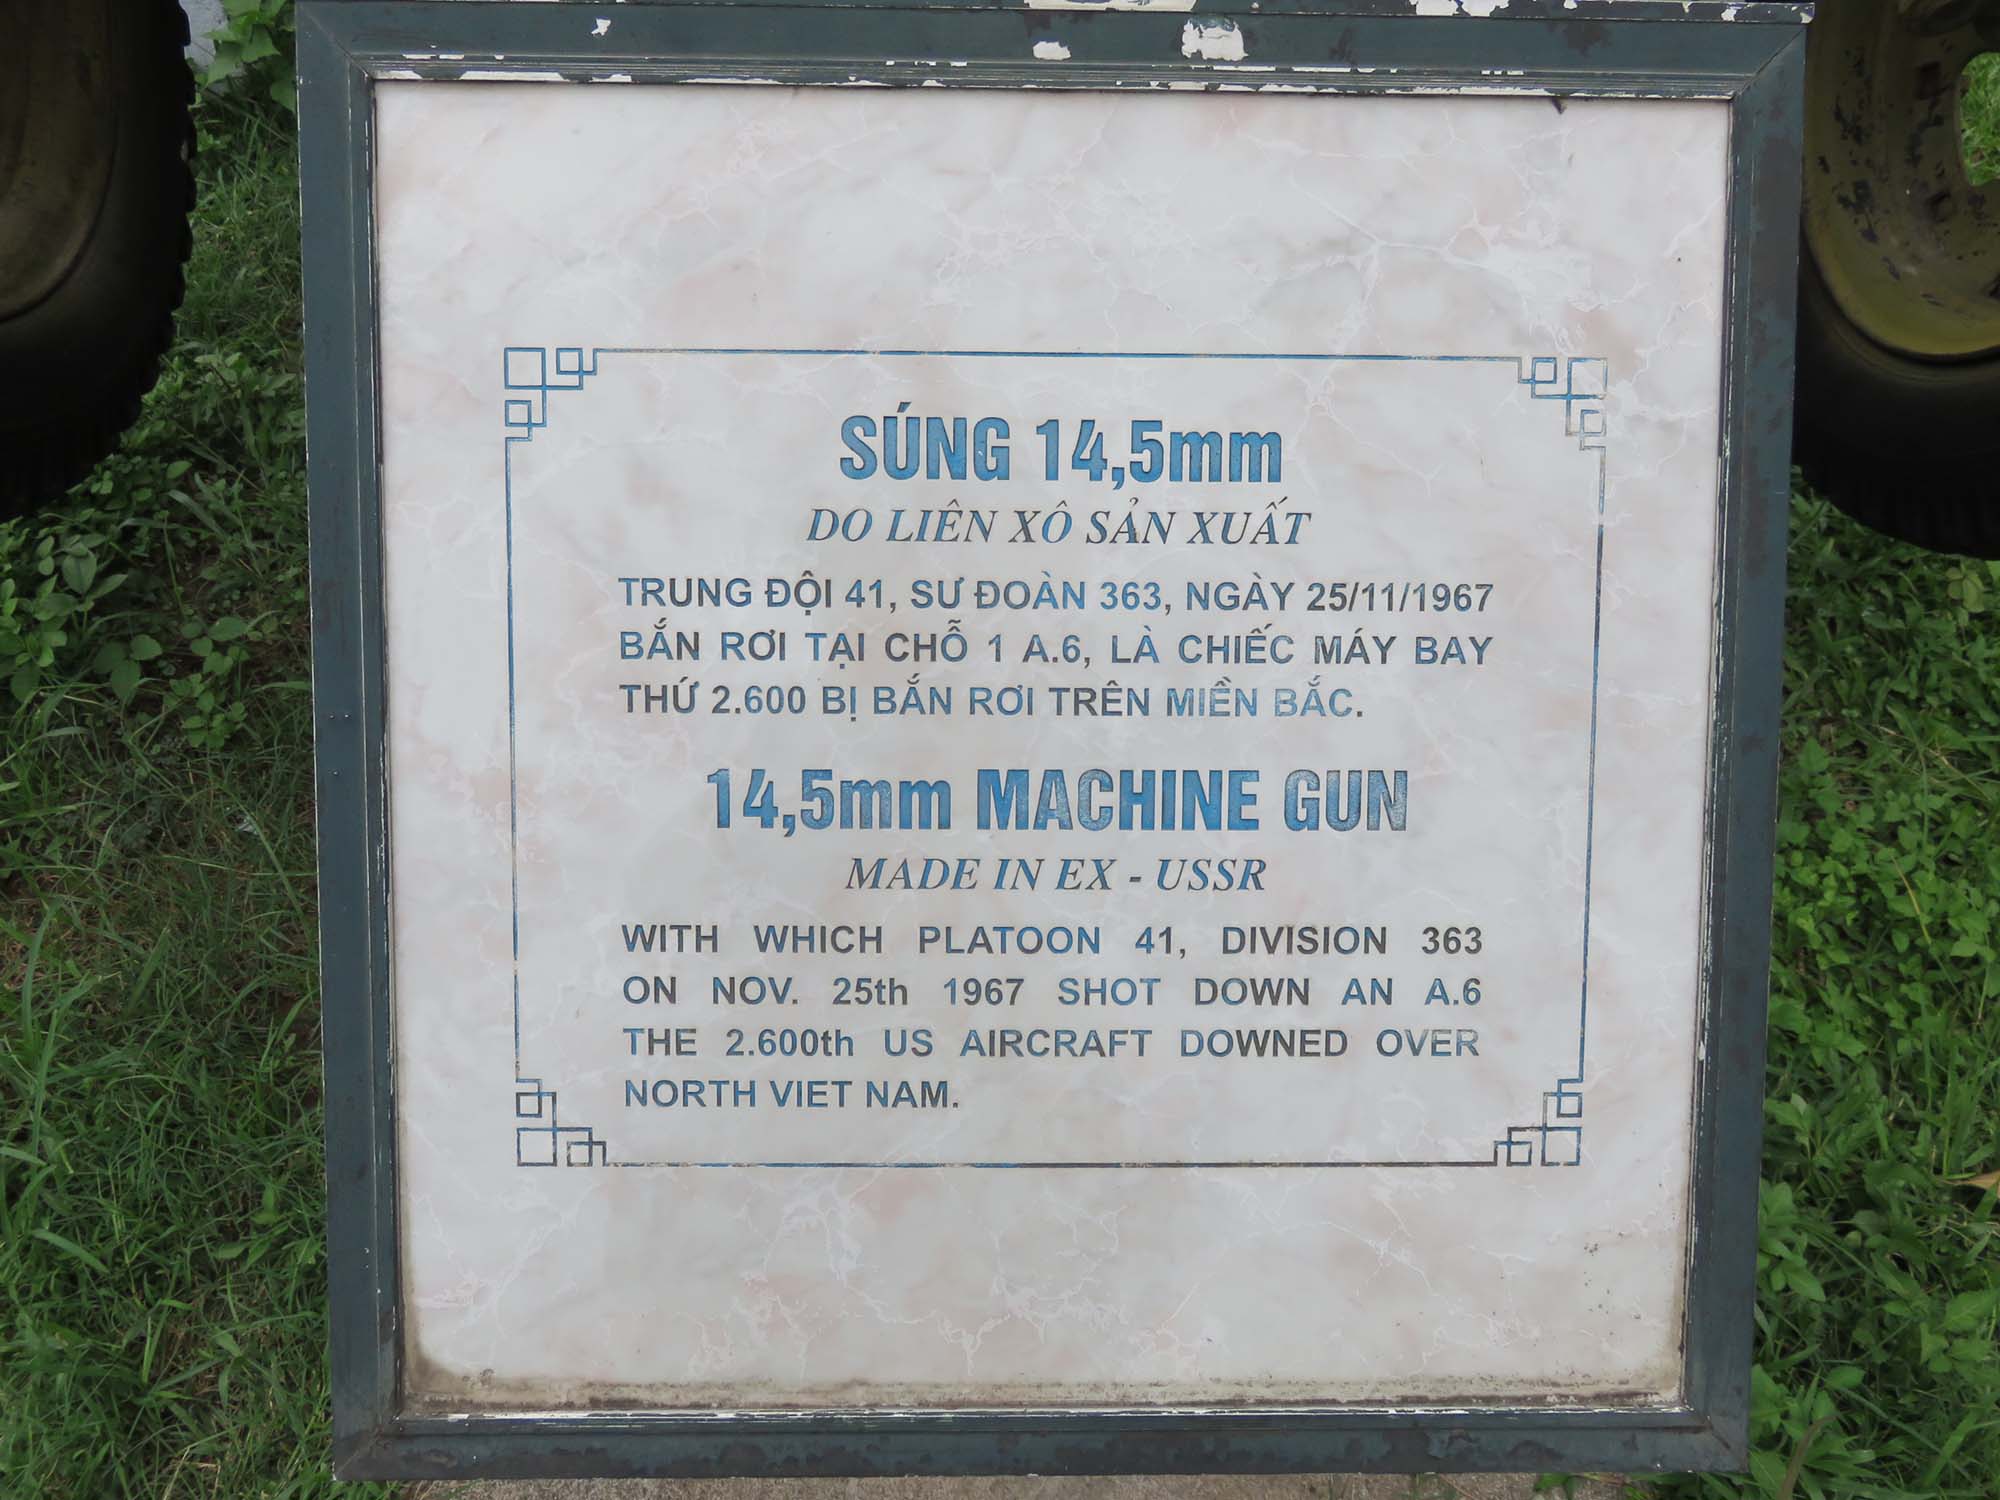 SÚNG 14,5mm
DO LIÊN XÔ SẢN XUẤT
TRUNG ĐỘI 41, SƯ ĐOÀN 363, NGÀY 25/11/1967
BẮN RƠI TẠI CHỖ 1 A.6, LÀ CHIẾC MÁY BAY
THỨ 2.600 BỊ BẮN RƠI TRÊN MIỀN BẮC.
14,5mm MACHINE GUN
MADE IN EX - USSR
WITH WHICH PLATOON 41, DIVISION 363
ON NOV. 25th 1967 SHOT DOWN AN A.6
THE 2.600th US AIRCRAFT DOWNED OVER
NORTH VIET NAM.